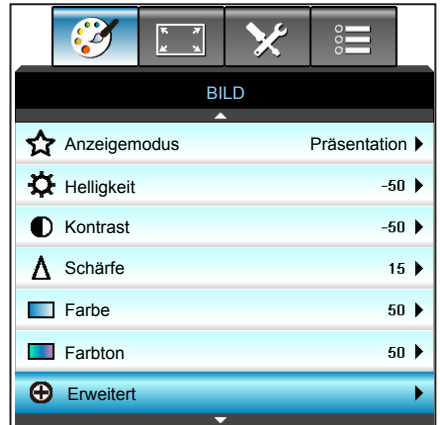 BILD
Anzeigemodus Präsentation
Helligkeit -50
Kontrast -50
Schärfe 15
Farbe 50
Farbton 50
Erweitert